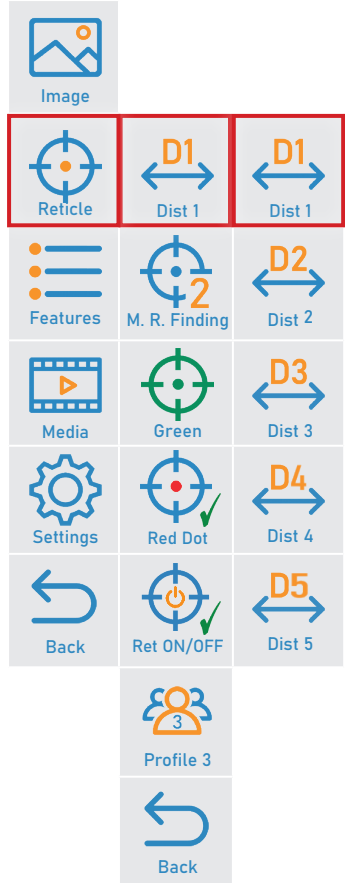 Image
Reticle
D1
Dist 1
D1
Dist 1
Features
2
M. R. Finding
D2
Dist 2
Media
Green
D3
Dist 3
Settings
Red Dot
D4
Dist 4
Back
Ret ON/OFF
D5
Dist 5
3
Profile 3
Back